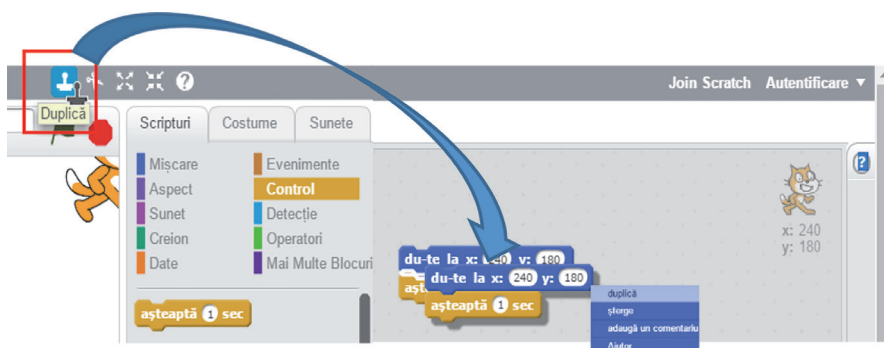 Join Scratch Autentificare
Duplică
Scripturi Costume Sunete
Mișcare Evenimente
Aspect Control
Sunet Detecție
Creion Operatori
Date Mai Multe Blocuri
așteaptă 1 sec
x: 240
y: 180
du-te la x: y: 180
du-te la x: 240 y: 180
așteaptă 1 sec
duplică
șterge
adaugă un comentariu
Ajutor